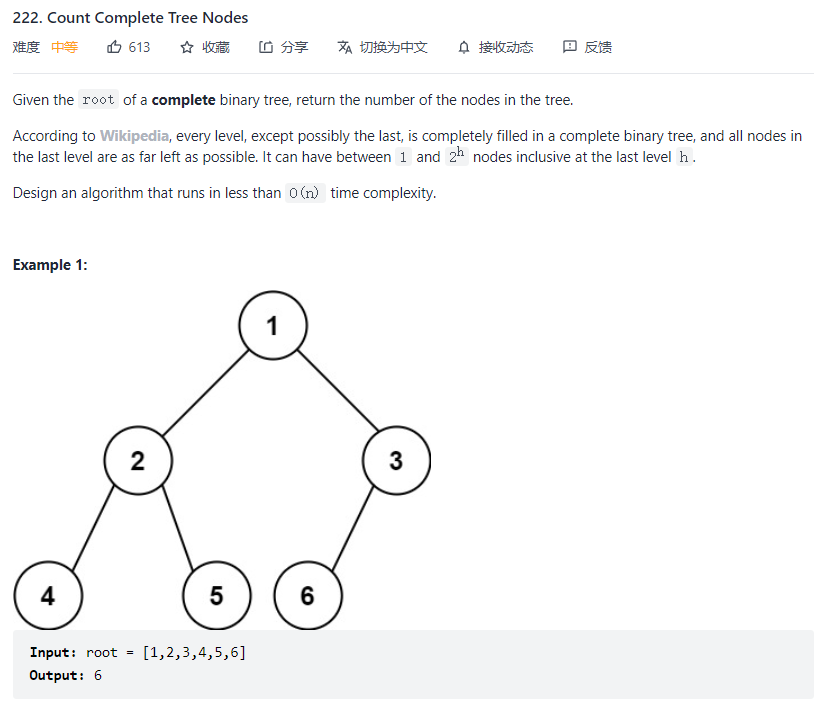 222. Count Complete Tree Nodes
难度 中等 613 收藏 分享 切换为中文 接收动态 反馈
Given the root of a complete binary tree, return the number of the nodes in the tree.
According to Wikipedia, every level, except possibly the last, is completely filled in a complete binary tree, and all nodes in
the last level are as far left as possible. It can have between 1 and 2^h nodes inclusive at the last level h.
Design an algorithm that runs in less than O(n) time complexity.
Example 1:
1
2 3
4 5 6
Input: root = [1,2,3,4,5,6]
Output: 6